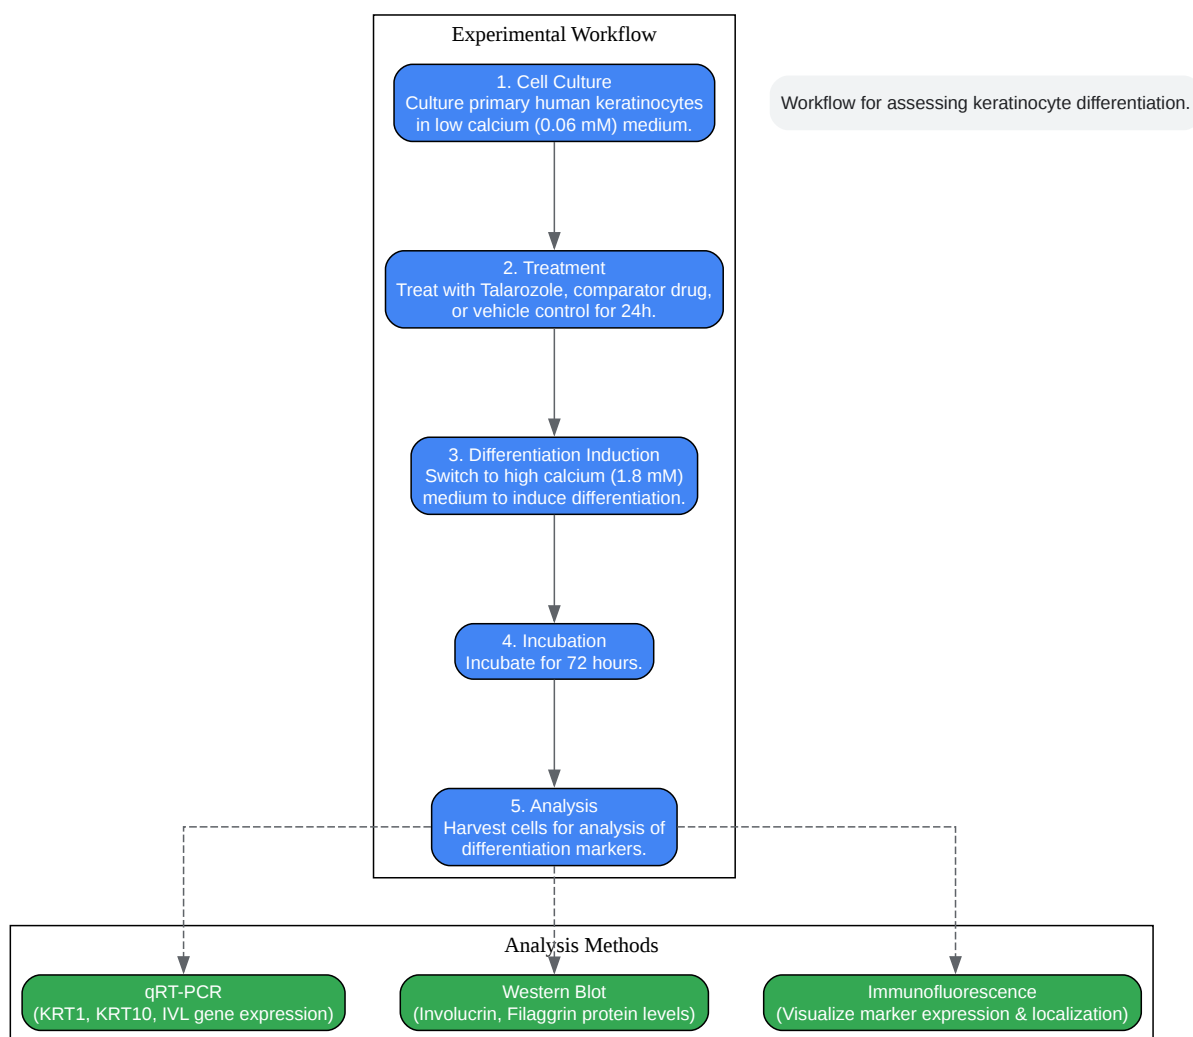 Experimental Workflow
1. Cell Culture
Culture primary human keratinocytes
in low calcium (0.06 mM) medium.
Workflow for assessing keratinocyte differentiation.
2. Treatment
Treat with Talarozole, comparator drug,
or vehicle control for 24h.
3. Differentiation Induction
Switch to high calcium (1.8 mM)
medium to induce differentiation.
4. Incubation
Incubate for 72 hours.
5. Analysis
Harvest cells for analysis of
differentiation markers.
Analysis Methods
qRT-PCR
(KRT1, KRT10, IVL gene expression)
Western Blot
(Involucrin, Filaggrin protein levels)
Immunofluorescence
(Visualize marker expression & localization)